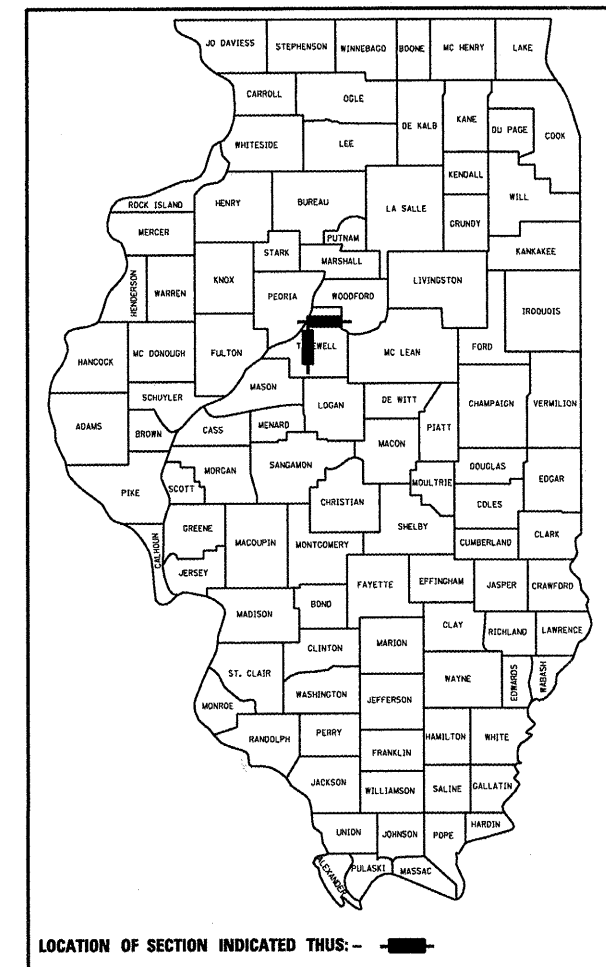 JO DAVIESS STEPHENSON WINNEBAGO BOONE MC HENRY LAKE
CARROLL OGLE DE KALB KANE DU PAGE COOK
WHITESIDE LEE KENDALL WILL
ROCK ISLAND HENRY BUREAU LA SALLE GRUNDY
MERCER STARK PUTNAM MARSHALL KANKAKEE
HENDERSON WARREN KNOX PEORIA WOODFORD LIVINGSTON IROQUOIS
HANCOCK MC DONOUGH FULTON T ZEWELL MC LEAN FORD
SCHUYLER MASON LOGAN DE WITT CHAMPAIGN VERMILION
ADAMS BROWN CASS MENARD MACON PIATT
PIKE SCOTT MORGAN SANGAMON CHRISTIAN MOULTRIE DOUGLAS EDGAR
COLES
CALHOUN GREENE MACOUPIN MONTGOMERY SHELBY CUMBERLAND CLARK
JERSEY FAYETTE EFFINGHAM JASPER CRAWFORD
MADISON BOND CLAY RICHLAND LAWRENCE
CLINTON MARION
ST. CLAIR WASHINGTON JEFFERSON WAYNE EDWARDS WABASH
MONROE
RANDOLPH PERRY FRANKLIN HAMILTON WHITE
JACKSON WILLIAMSON SALINE GALLATIN
UNION JOHNSON POPE HARDIN
ALEXANDER PULASKI MASSAC
LOCATION OF SECTION INDICATED THUS: -